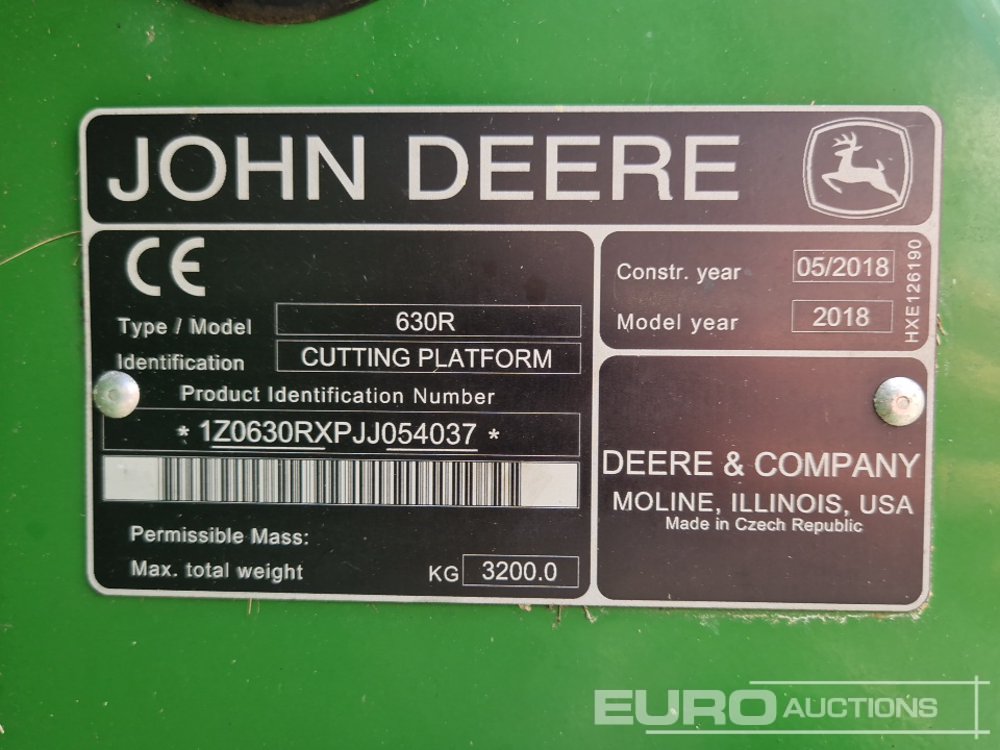 JOHN DEERE
CE
Type / Model 630R
Identification CUTTING PLATFORM
Product Identification Number
* 1Z0630RXPJJ054037 *
Permissible Mass:
Max. total weight KG 3200.0
Constr. year 05/2018
Model year 2018
HXE126190
DEERE & COMPANY
MOLINE, ILLINOIS, USA
Made in Czech Republic
EURO AUCTIONS